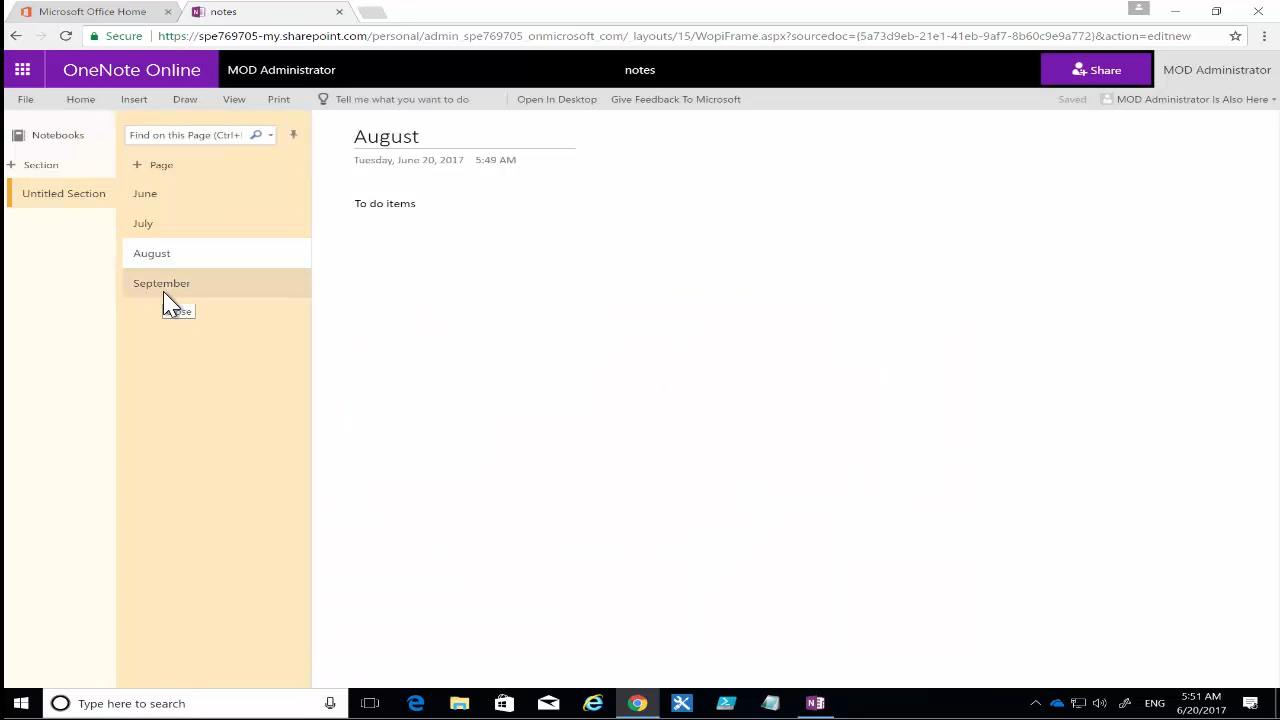 Microsoft Office Home
notes
Secure https://spe769705-my.sharepoint.com/personal/admin_spe769705_onmicrosoft_com/_layouts/15/WopiFrame.aspx?sourcedoc={5a73d9eb-21e1-41eb-9af7-8b60c9e9a772}&action=editnew
OneNote Online MOD Administrator notes Share MOD Administrator
File Home Insert Draw View Print Tell me what you want to do Open In Desktop Give Feedback To Microsoft Saved MOD Administrator Is Also Here
Notebooks
+ Section
Untitled Section
Find on this Page (Ctrl+
+ Page
June
July
August
September
August
Tuesday, June 20, 2017 5:49 AM
To do items
Type here to search
ENG
5:51 AM
6/20/2017